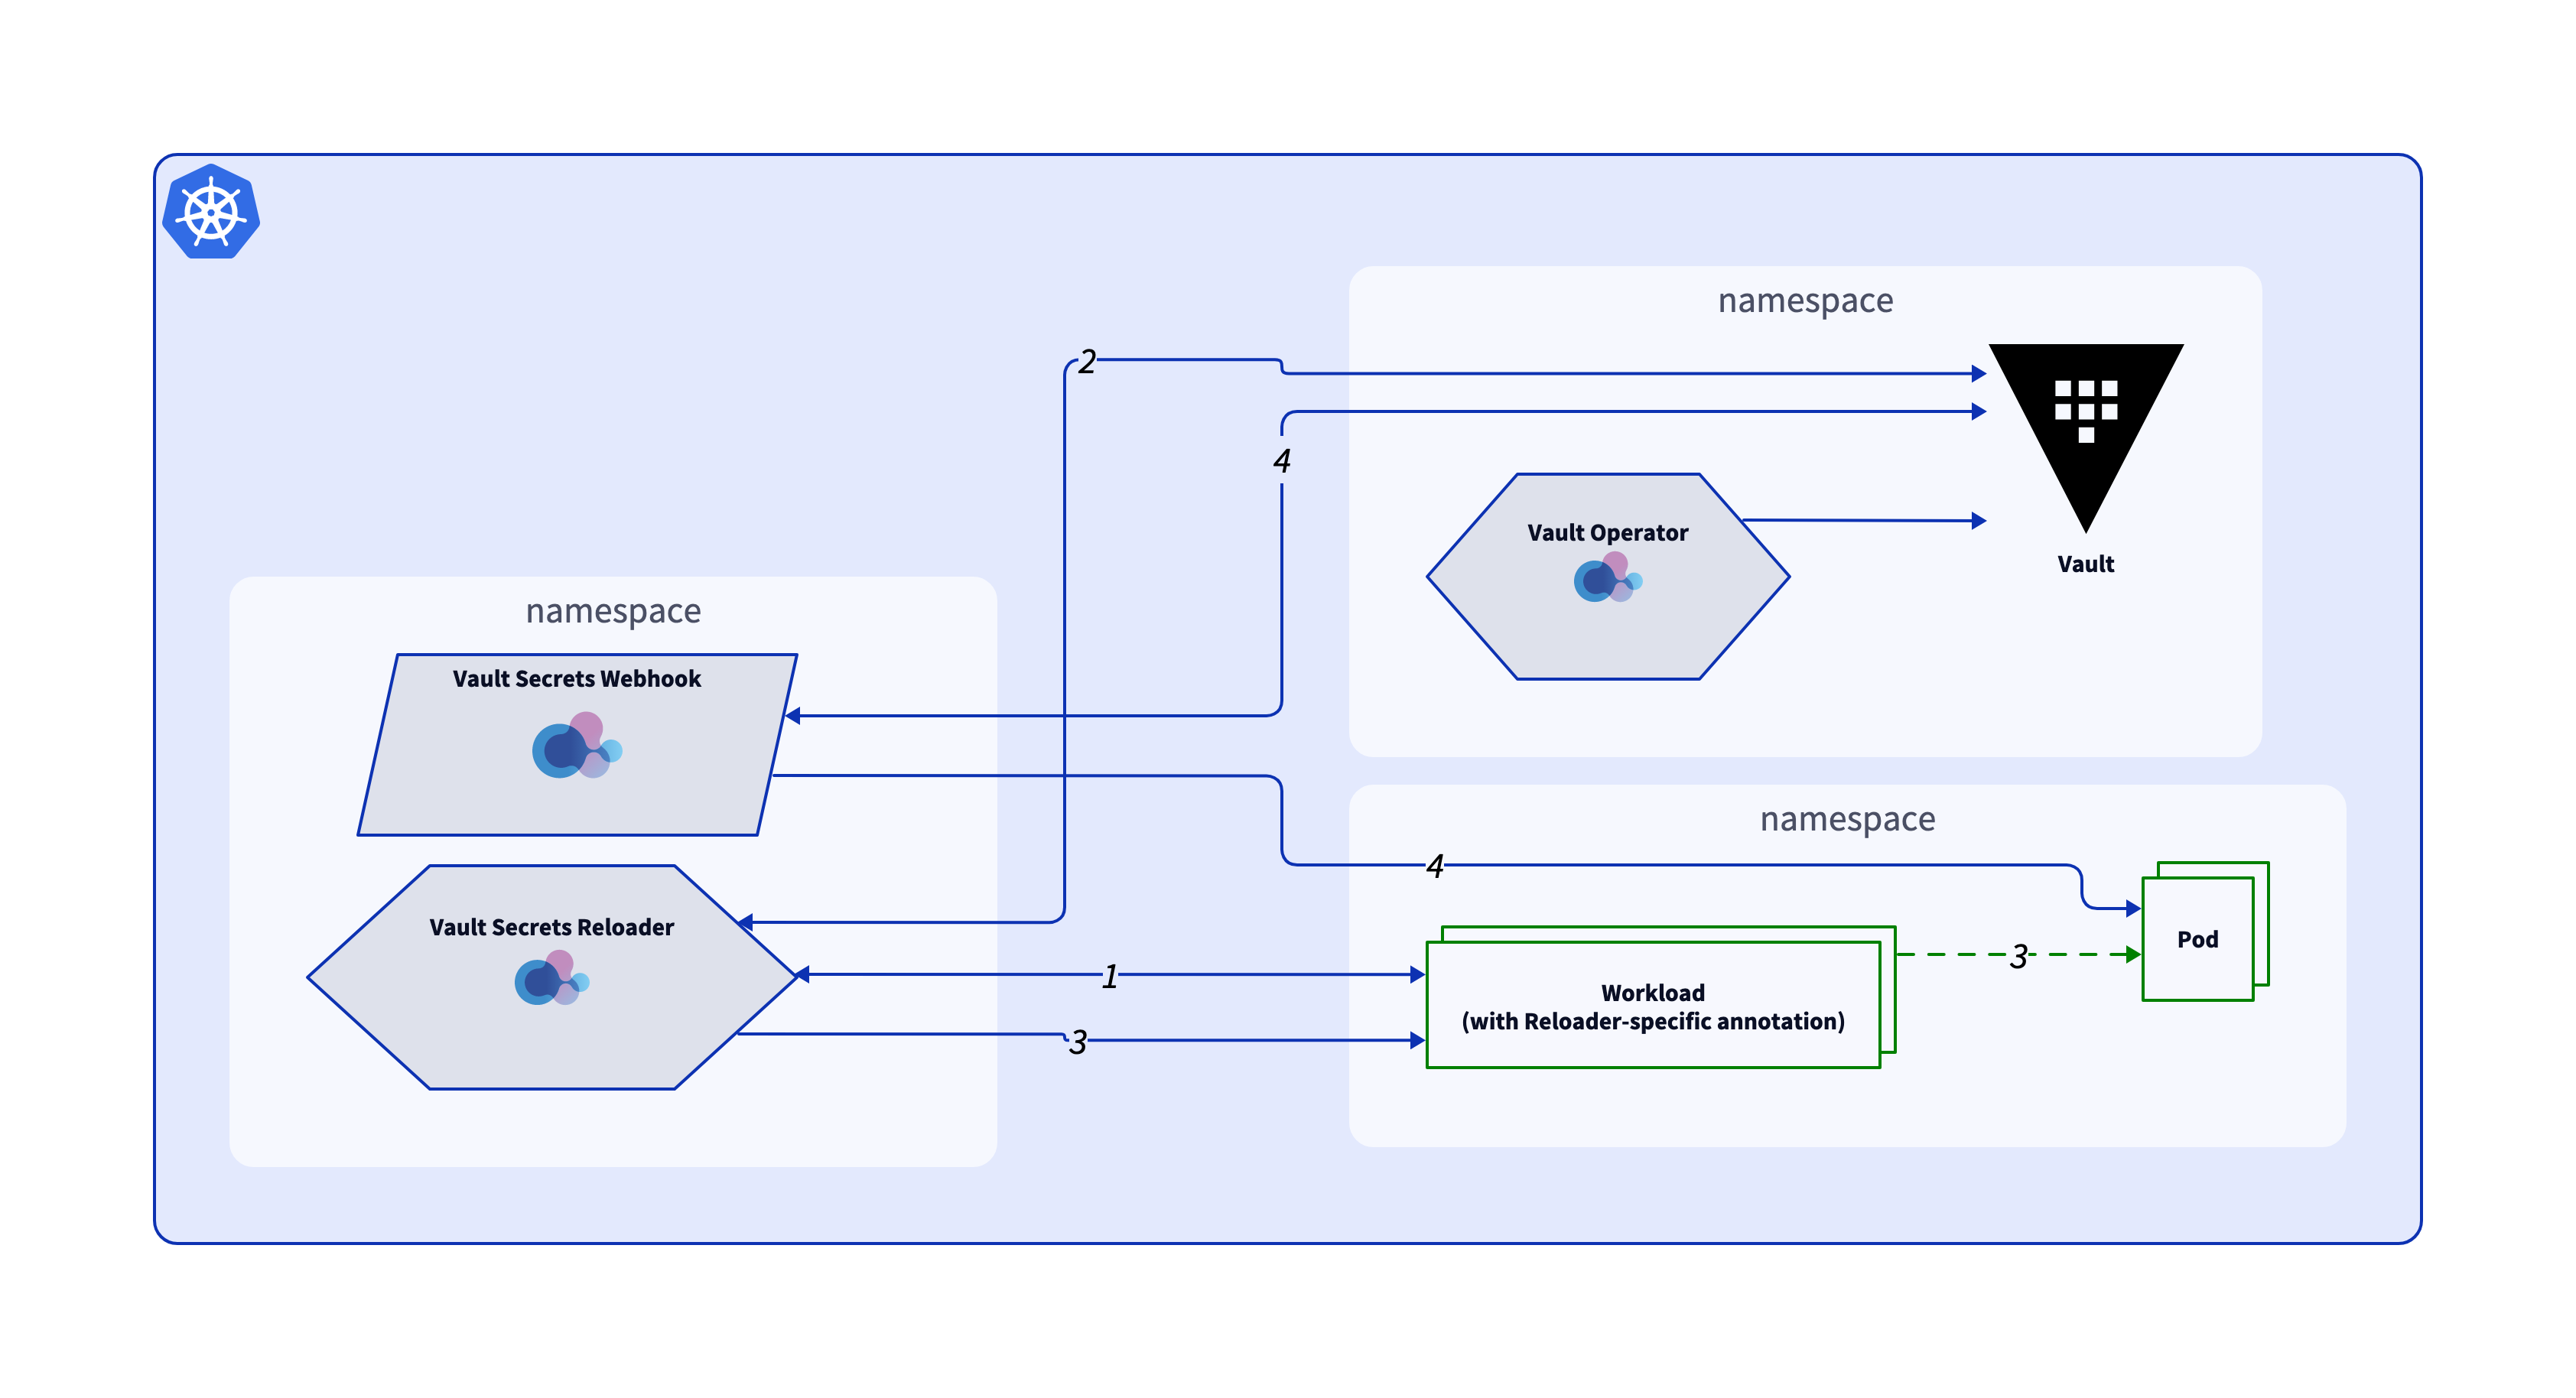 namespace
2
4
Vault Operator
Vault
namespace
Vault Secrets Webhook
namespace
4
Vault Secrets Reloader
Pod
3
1
Workload
(with Reloader-specific annotation)
3